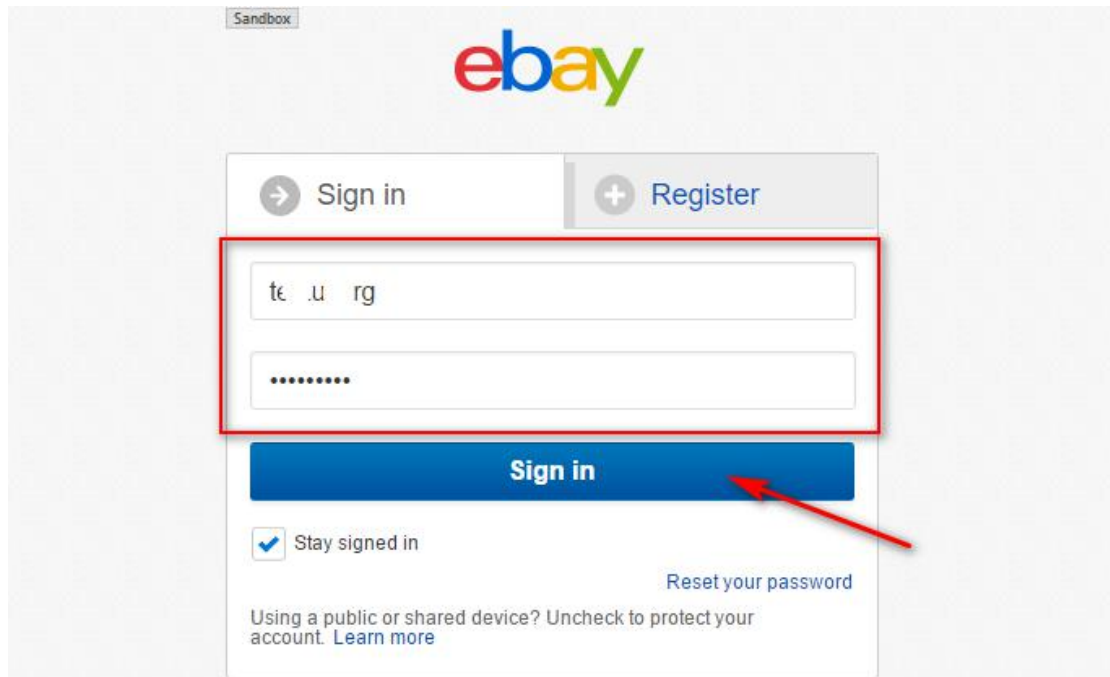 Sandbox
ebay
Sign in
Register
•••••••••
Sign in
Stay signed in
Reset your password
Using a public or shared device? Uncheck to protect your
account. Learn more